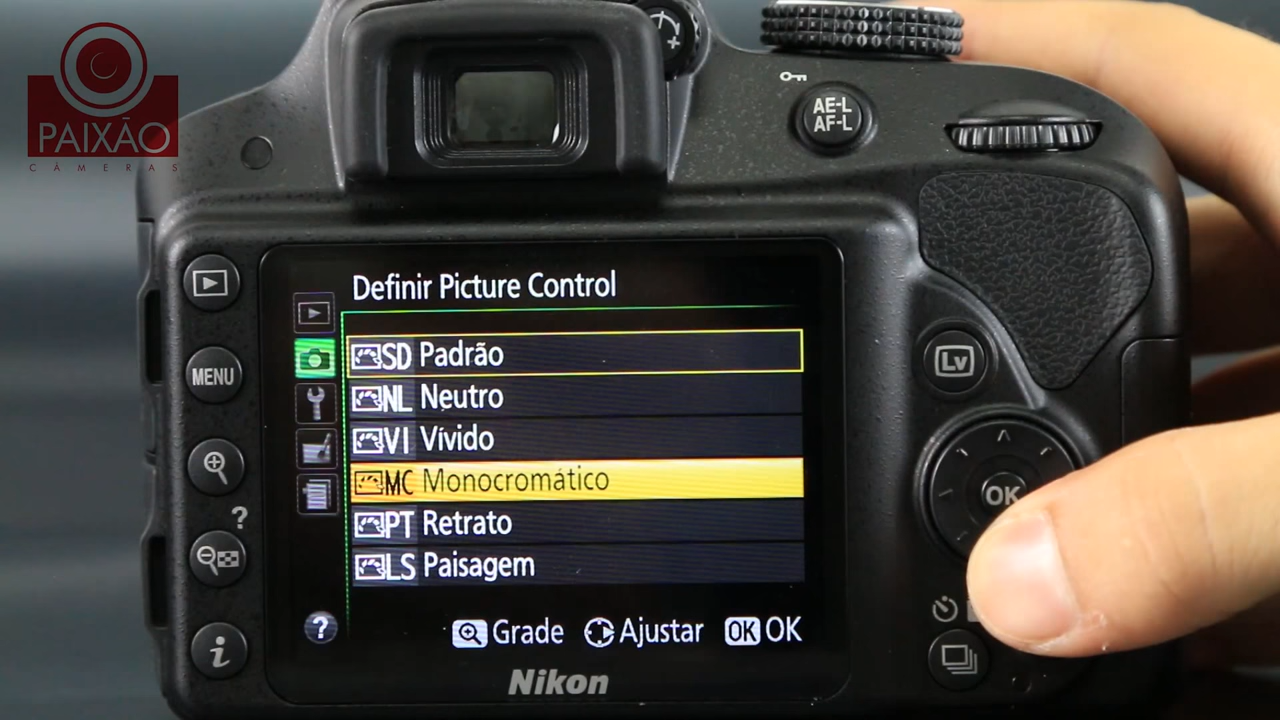 PAIXÃO
CÂMERAS
AE-L
AF-L
Definir Picture Control
SD Padrão
NL Neutro
VI Vívido
MC Monocromático
PT Retrato
LS Paisagem
? Grade Ajustar OK OK
MENU
?
i
Lv
OK
Nikon